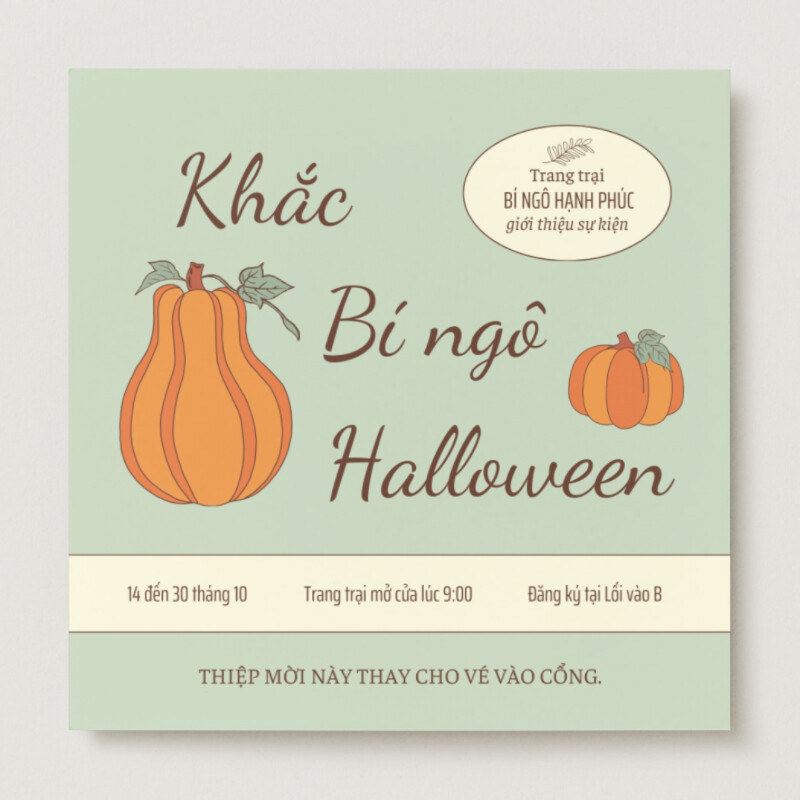 Khắc
Trang trại
BÍ NGÔ HẠNH PHÚC
giới thiệu sự kiện
Bí ngô
Halloween
14 đến 30 tháng 10
Trang trại mở cửa lúc 9:00
Đăng ký tại Lối vào B
THIỆP MỜI NÀY THAY CHO VÉ VÀO CỔNG.